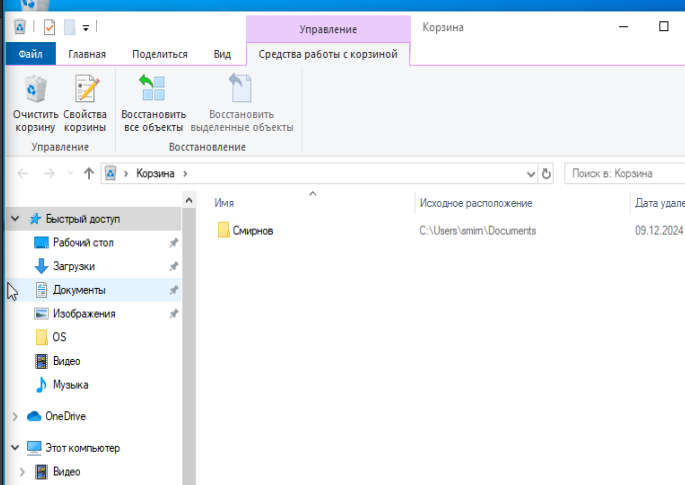 Управление
Корзина
Файл
Главная
Поделиться
Вид
Средства работы с корзиной
Очистить корзину
Свойства корзины
Восстановить все объекты
Восстановить выделенные объекты
Управление
Восстановление
Корзина
Поиск в: Корзина
Имя
Исходное расположение
Дата удале
Быстрый доступ
Смирнов
C:\Users\smirn\Documents
09.12.2024
Рабочий стол
Загрузки
Документы
Изображения
OS
Видео
Музыка
OneDrive
Этот компьютер
Видео